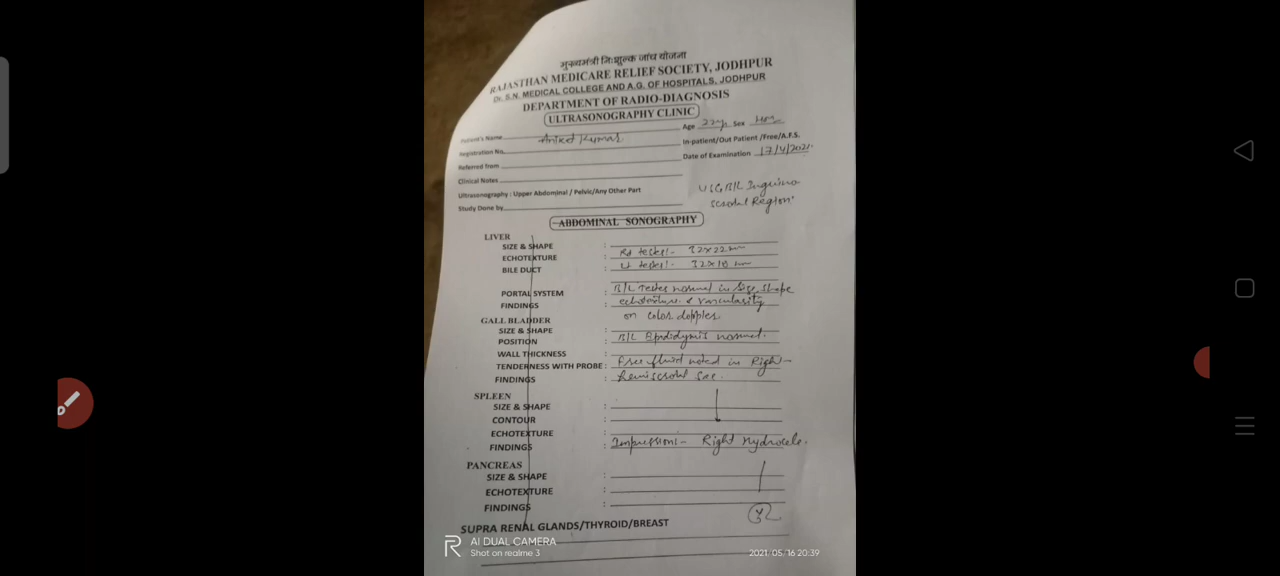 मुख्यमंत्री निःशुल्क जांच योजना
RAJASTHAN MEDICARE RELIEF SOCIETY, JODHPUR
Dr. S.N. MEDICAL COLLEGE AND A.G. OF HOSPITALS, JODHPUR
DEPARTMENT OF RADIO-DIAGNOSIS
ULTRASONOGRAPHY CLINIC
Patient's Name Aniket Kumar Age 22y Sex
Registration No. In-patient/Out Patient /Free/A.F.S.
Referred from Date of Examination 17/4/2021
Clinical Notes
Ultrasonography : Upper Abdominal / Pelvic/Any Other Part USG B/L Inguino
Study Done by scrotal Region
ABDOMINAL SONOGRAPHY
LIVER
SIZE & SHAPE : Rt testes:- 32x22mm
ECHOTEXTURE : Lt testes:- 32x18 mm
BILE DUCT :
PORTAL SYSTEM : B/L Testes normal in size, shape
FINDINGS : echotexture & vascularity
GALL BLADDER on color doppler.
SIZE & SHAPE :
POSITION : B/L Epididymis normal.
WALL THICKNESS
TENDERNESS WITH PROBE : Free fluid noted in Right
FINDINGS : hemiscrotal sac.
SPLEEN
SIZE & SHAPE :
CONTOUR :
ECHOTEXTURE :
FINDINGS : Impression:- Right Hydrocele.
PANCREAS
SIZE & SHAPE :
ECHOTEXTURE :
FINDINGS :
SUPRA RENAL GLANDS/THYROID/BREAST
R AI DUAL CAMERA
Shot on realme 3 2021/05/16 20:39